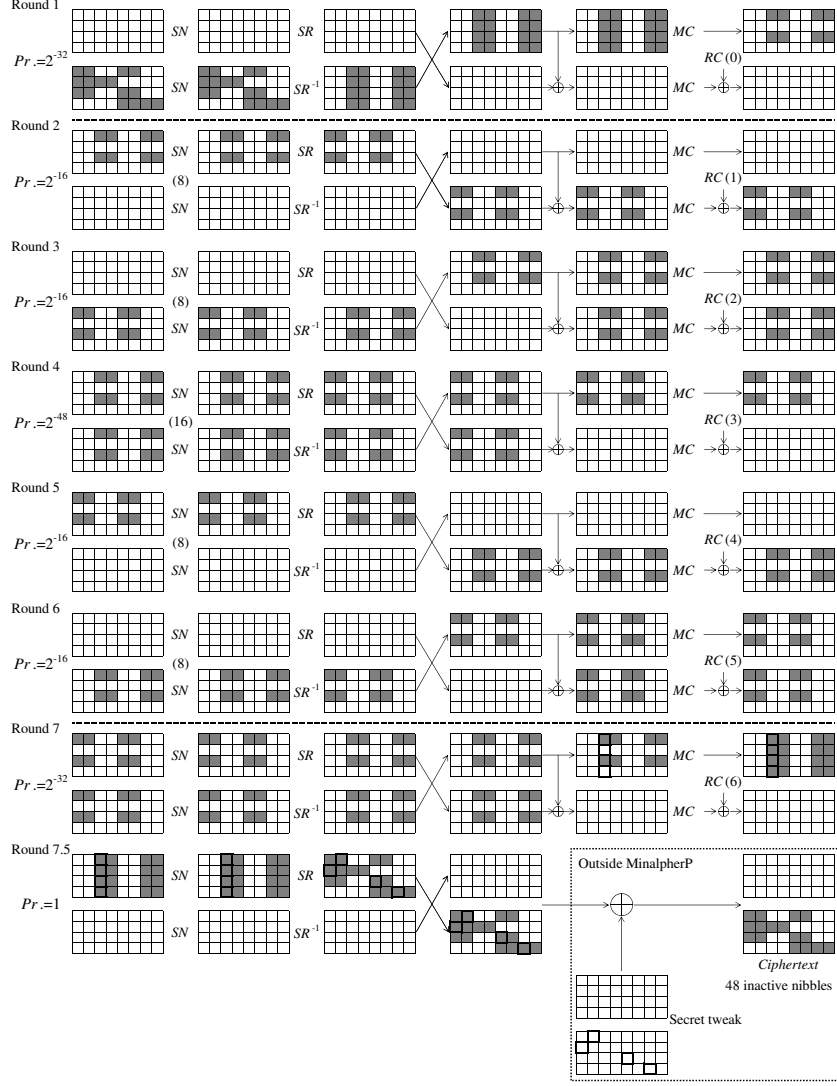 Round 1
SN SR MC
Pr.=2^-32 RC(0)
SN SR^-1 MC
Round 2
SN SR MC
Pr.=2^-16 (8) RC(1)
SN SR^-1 MC
Round 3
SN SR MC
Pr.=2^-16 (8) RC(2)
SN SR^-1 MC
Round 4
SN SR MC
Pr.=2^-48 (16) RC(3)
SN SR^-1 MC
Round 5
SN SR MC
Pr.=2^-16 (8) RC(4)
SN SR^-1 MC
Round 6
SN SR MC
Pr.=2^-16 (8) RC(5)
SN SR^-1 MC
Round 7
SN SR MC
Pr.=2^-32 RC(6)
SN SR^-1 MC
Round 7.5
Outside MinalpherP
SN SR
Pr.=1
SN SR^-1
Ciphertext
48 inactive nibbles
Secret tweak